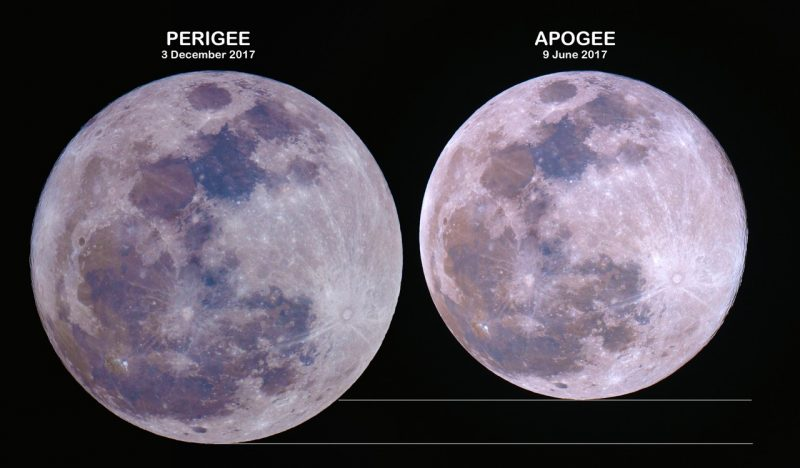 PERIGEE
3 December 2017
APOGEE
9 June 2017